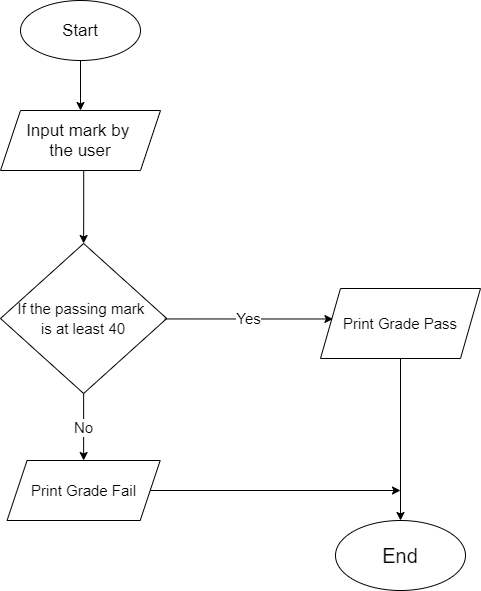 Start
Input mark by
the user
If the passing mark
is at least 40
Yes
Print Grade Pass
No
Print Grade Fail
End